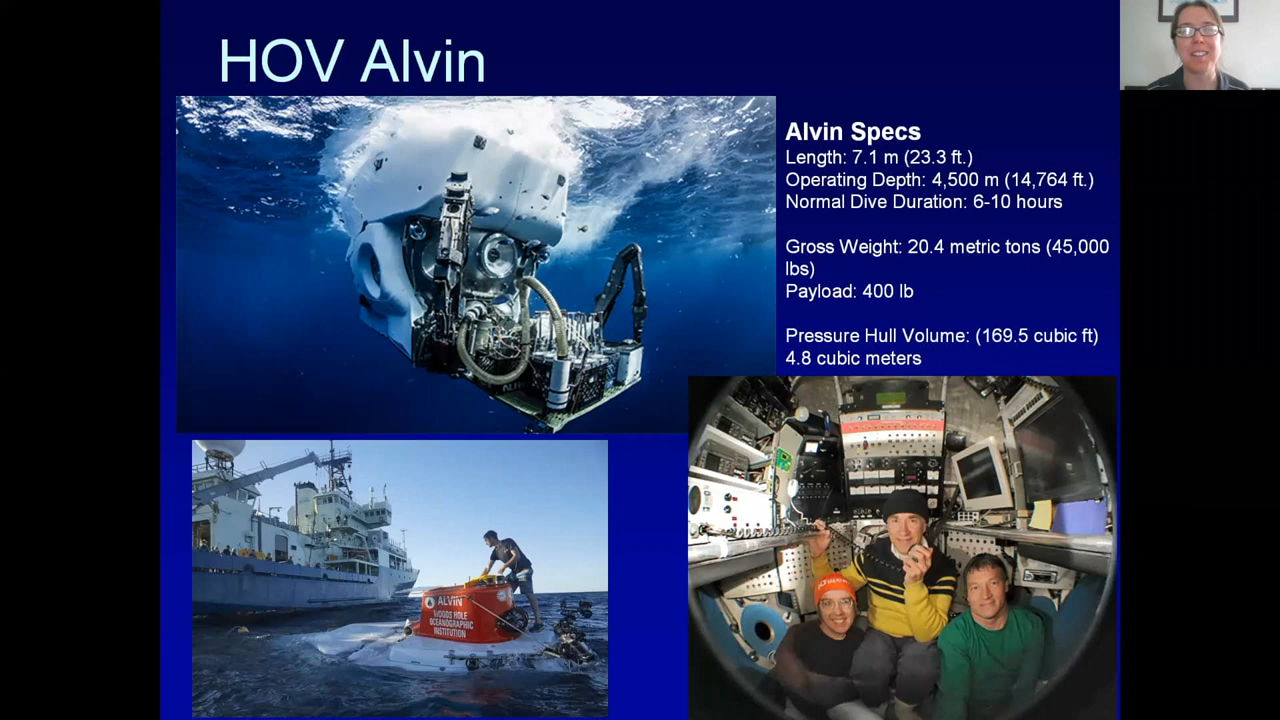 HOV Alvin
Alvin Specs
Length: 7.1 m (23.3 ft.)
Operating Depth: 4,500 m (14,764 ft.)
Normal Dive Duration: 6-10 hours
Gross Weight: 20.4 metric tons (45,000
lbs)
Payload: 400 lb
Pressure Hull Volume: (169.5 cubic ft)
4.8 cubic meters
ALVIN
WOODS HOLE
OCEANOGRAPHIC
INSTITUTION